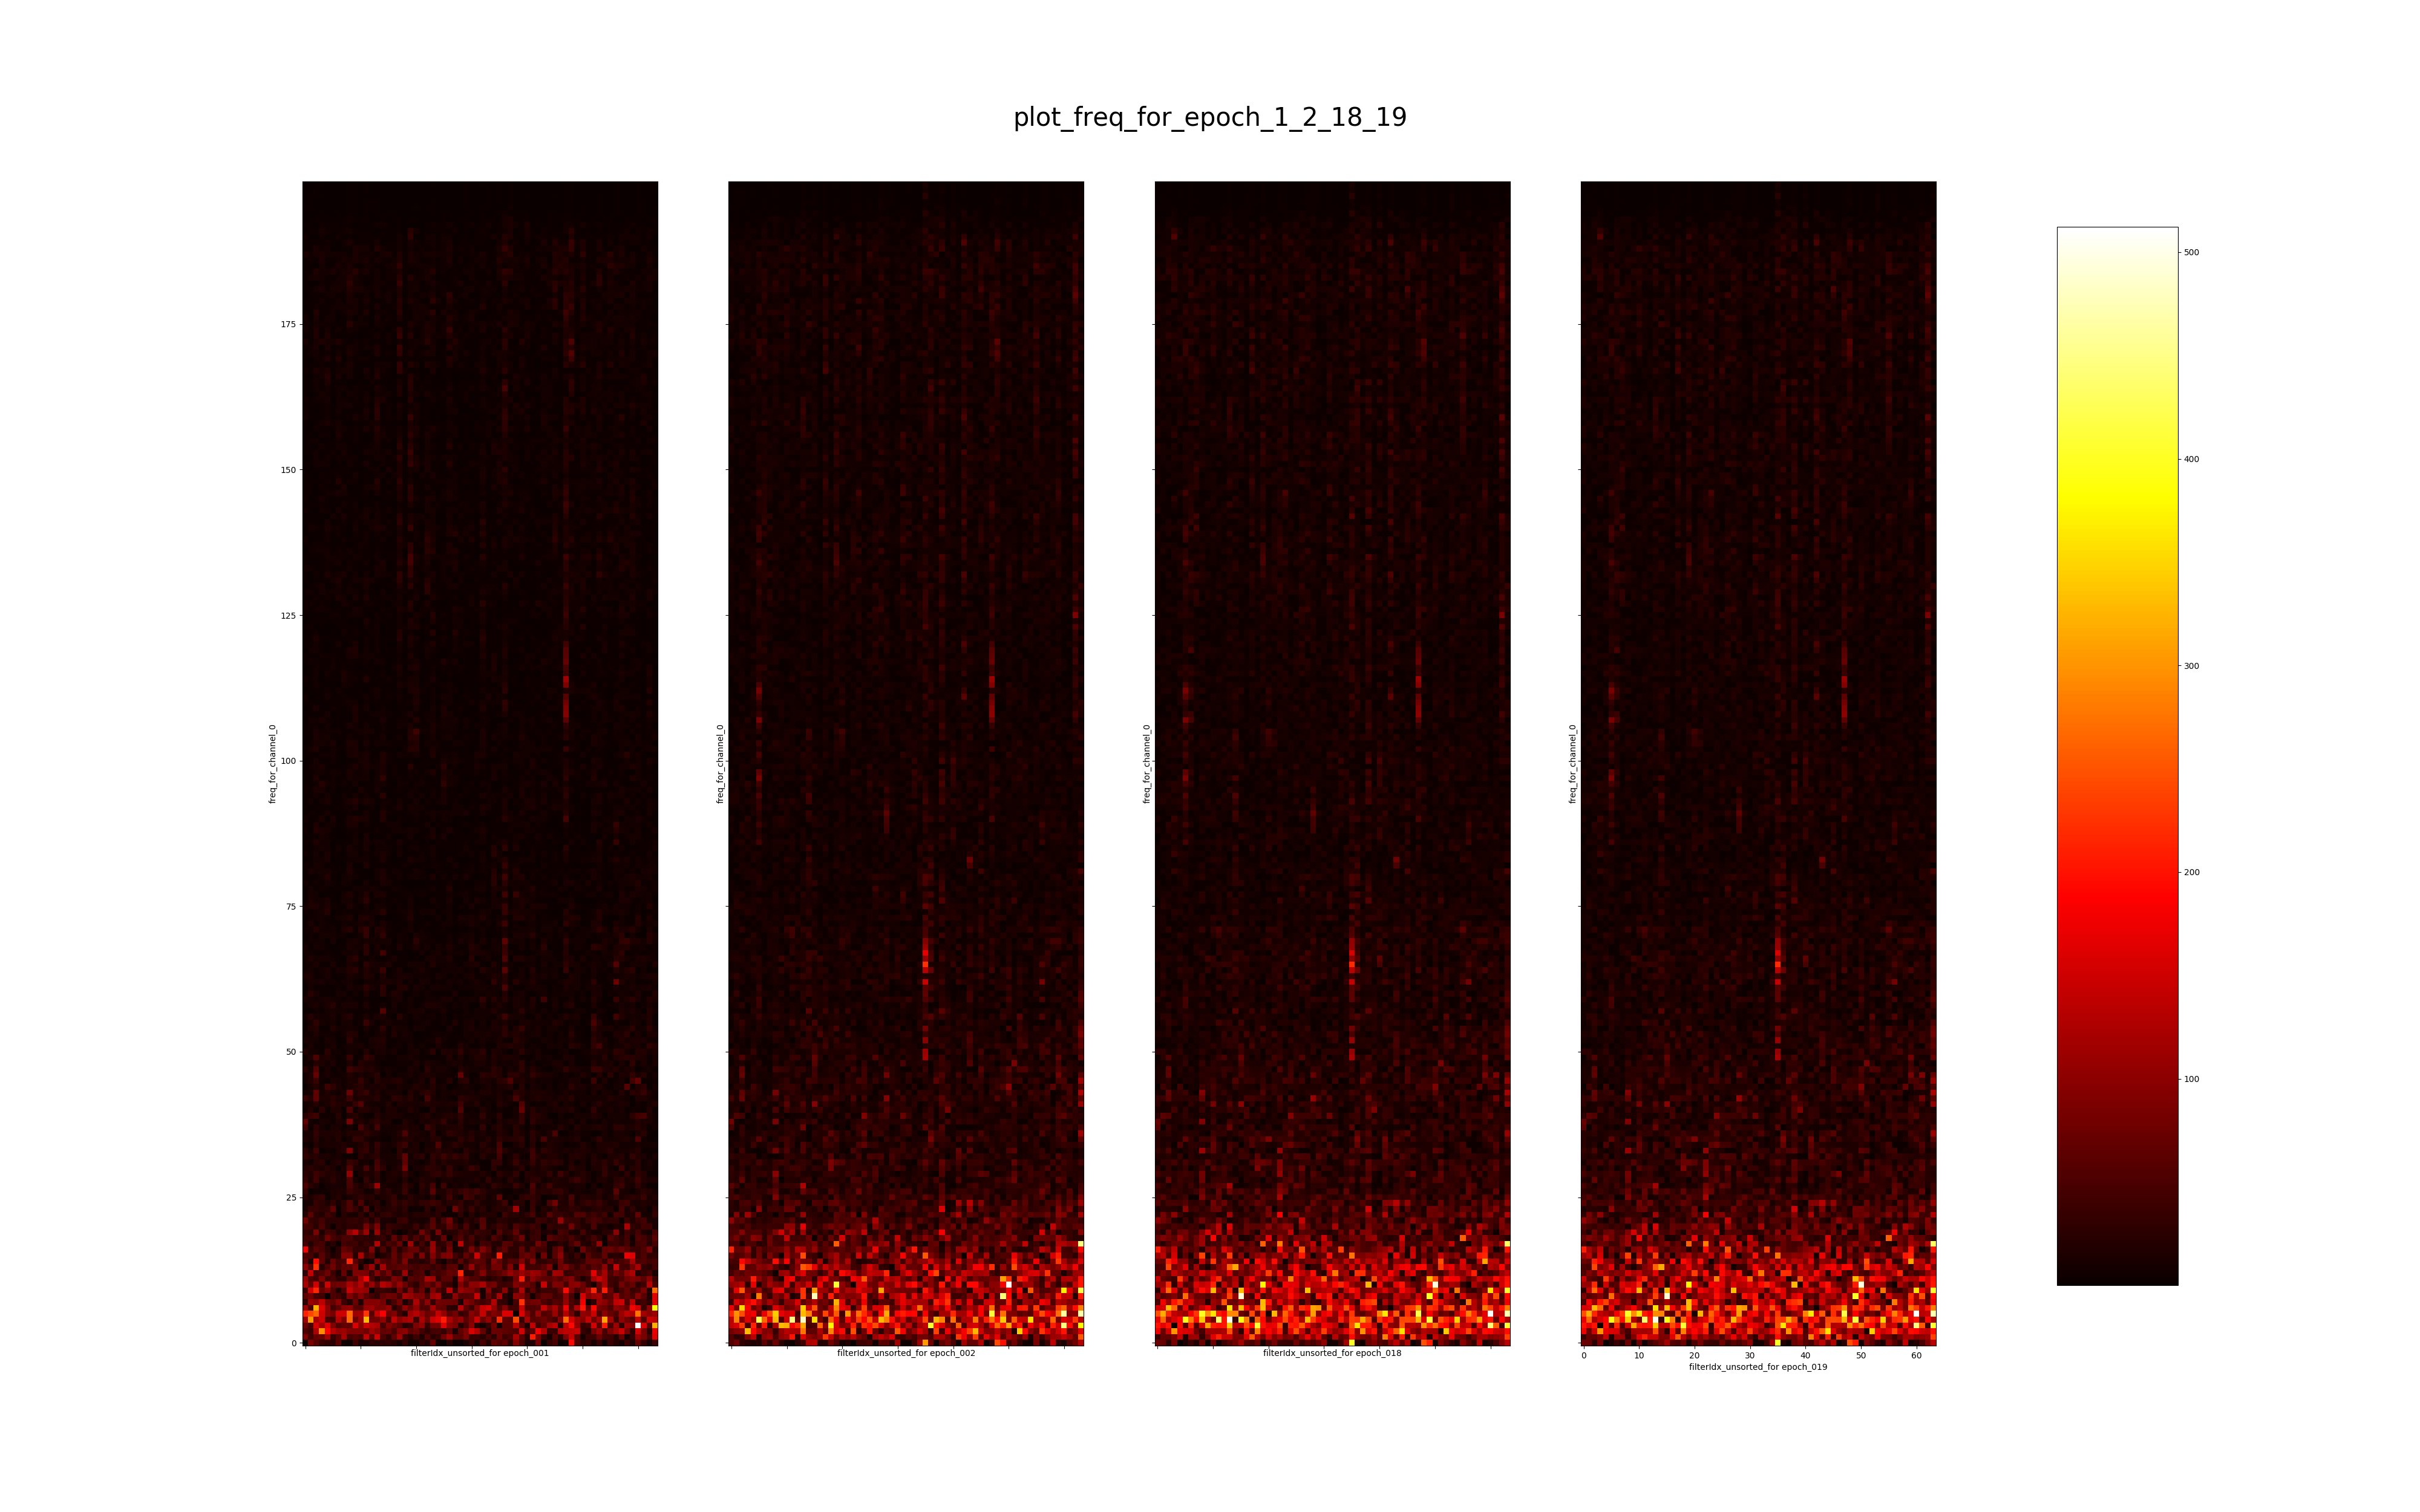 plot_freq_for_epoch_1_2_18_19
freq_for_channel_0
175
150
125
100
75
50
25
0
filterIdx_unsorted_for epoch_001
freq_for_channel_0
filterIdx_unsorted_for epoch_002
freq_for_channel_0
filterIdx_unsorted_for epoch_018
freq_for_channel_0
0 10 20 30 40 50 60
filterIdx_unsorted_for epoch_019
500
400
300
200
100